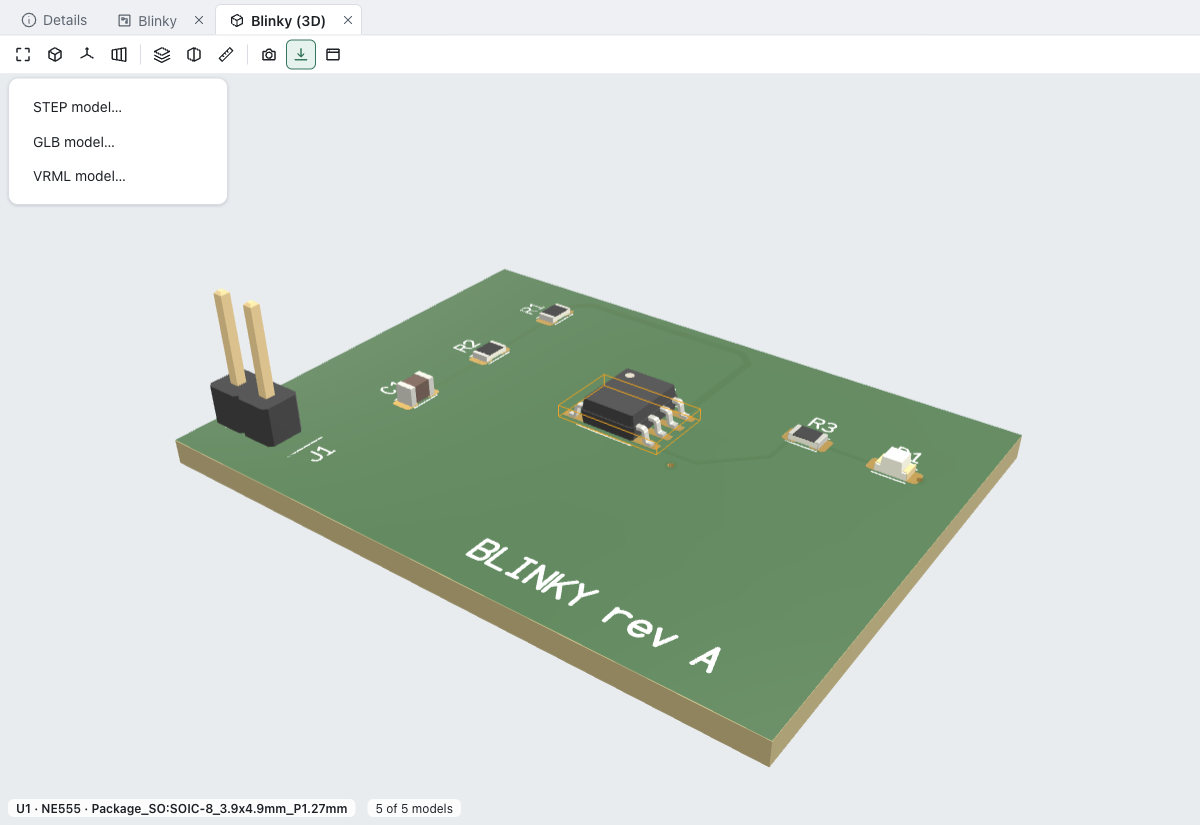 Details
Blinky
Blinky (3D)
STEP model...
GLB model...
VRML model...
R1
R2
C1
J1
R3
D1
BLINKY rev A
U1 · NE555 · Package_SO:SOIC-8_3.9x4.9mm_P1.27mm
5 of 5 models